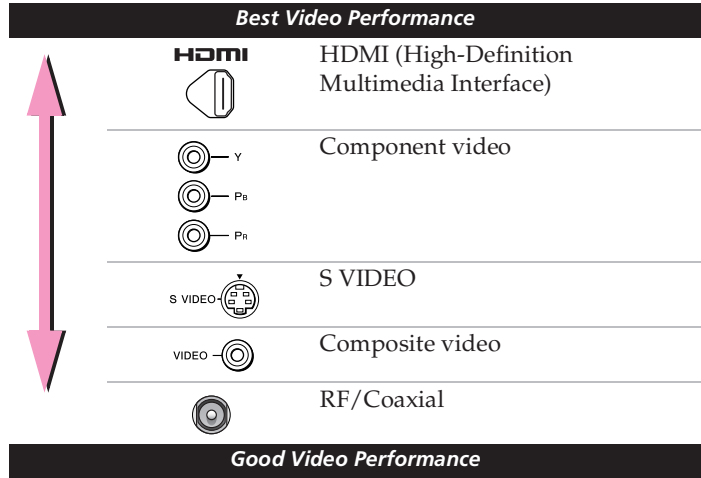 Best Video Performance
HDMI
HDMI (High-Definition
Multimedia Interface)
Component video
Y
PB
PR
S VIDEO
S VIDEO
Composite video
VIDEO
RF/Coaxial
Good Video Performance